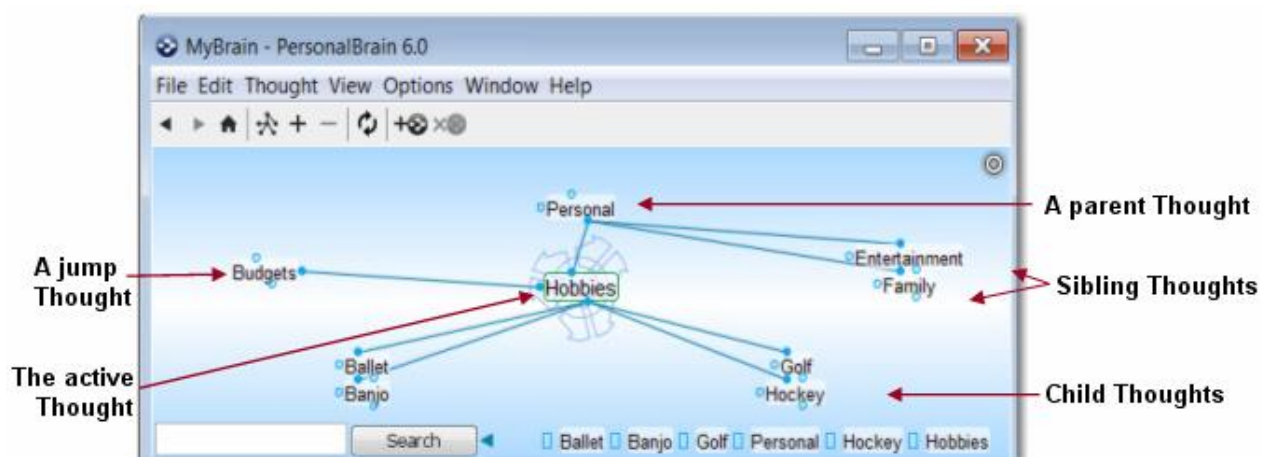 MyBrain - PersonalBrain 6.0
File Edit Thought View Options Window Help
Personal
A parent Thought
Entertainment
A jump
Thought
Budgets
Hobbies
Family
Sibling Thoughts
Ballet
Golf
The active
Thought
Banjo
Hockey
Child Thoughts
Search
Ballet Banjo Golf Personal Hockey Hobbies